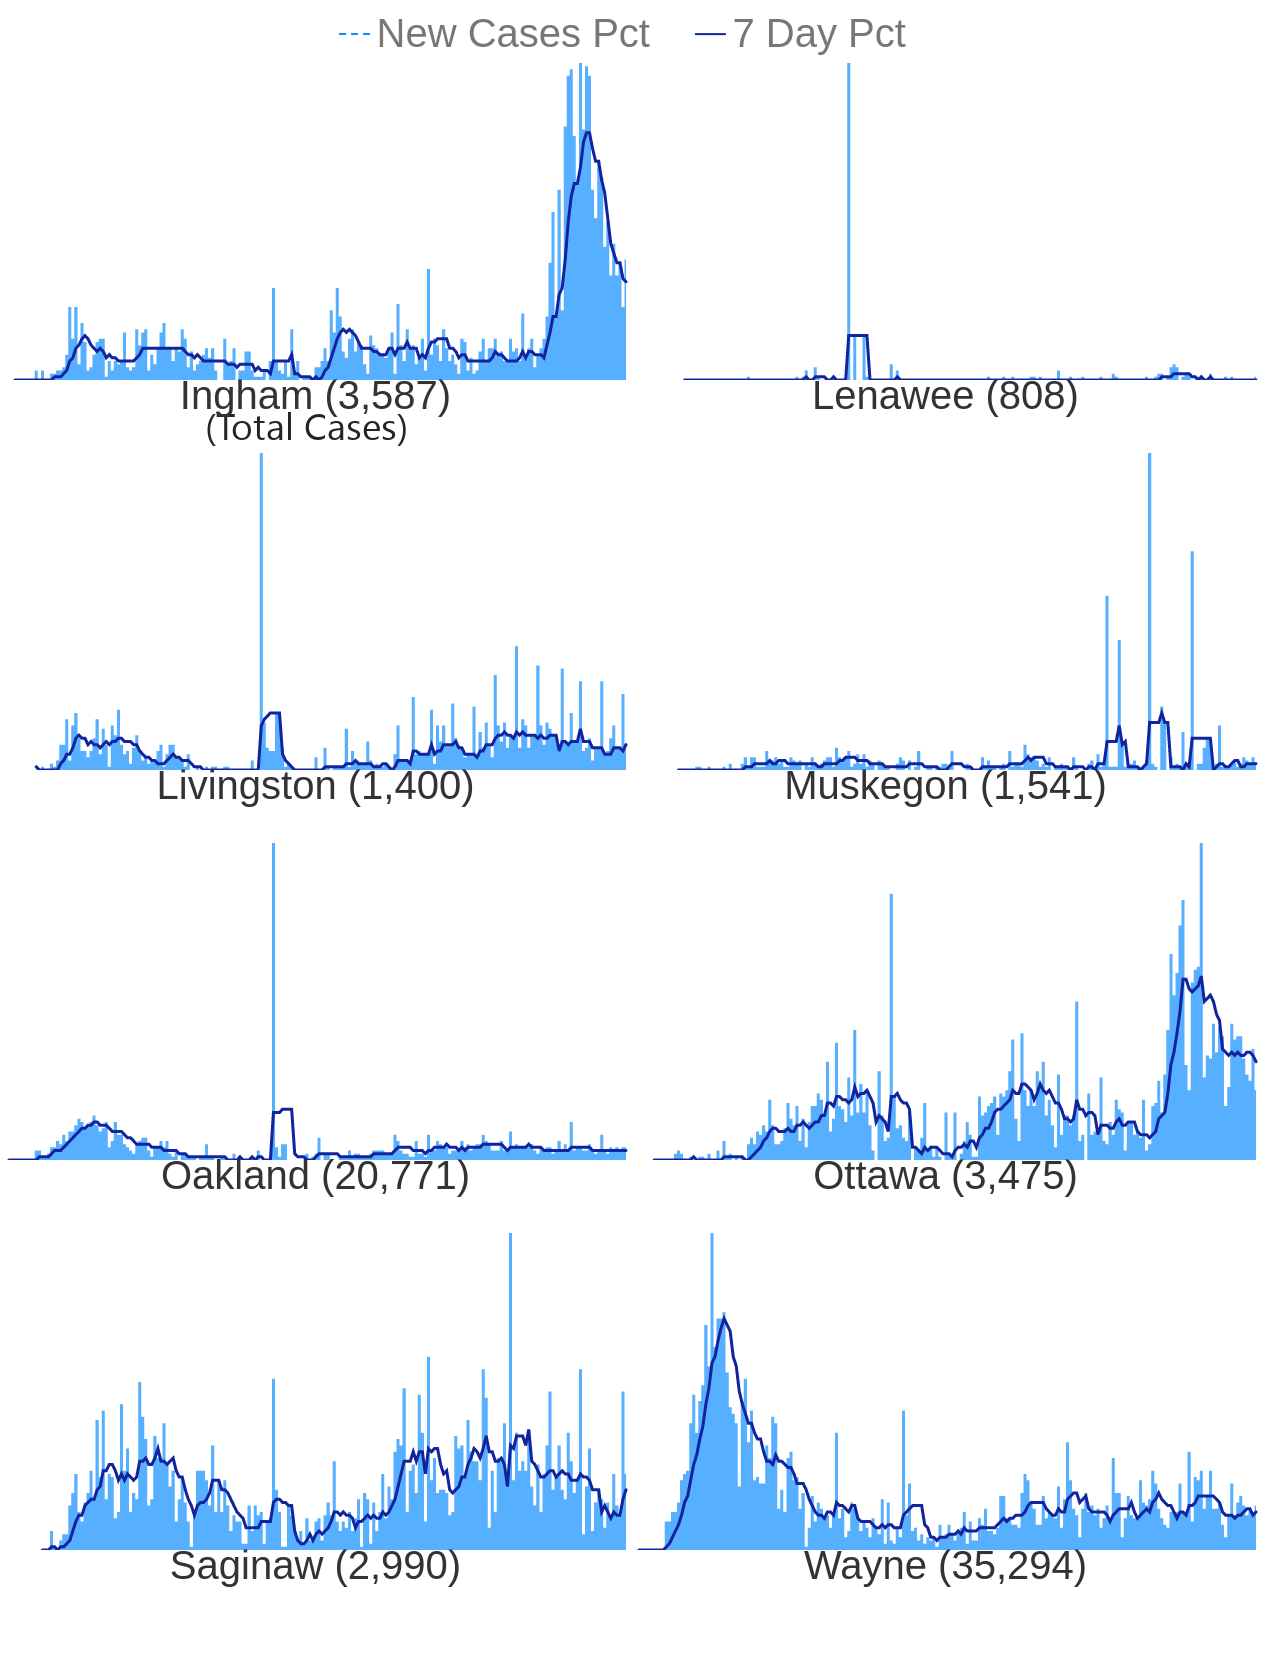 New Cases Pct 7 Day Pct
Ingham (3,587) Lenawee (808)
(Total Cases)
Livingston (1,400) Muskegon (1,541)
Oakland (20,771) Ottawa (3,475)
Saginaw (2,990) Wayne (35,294)